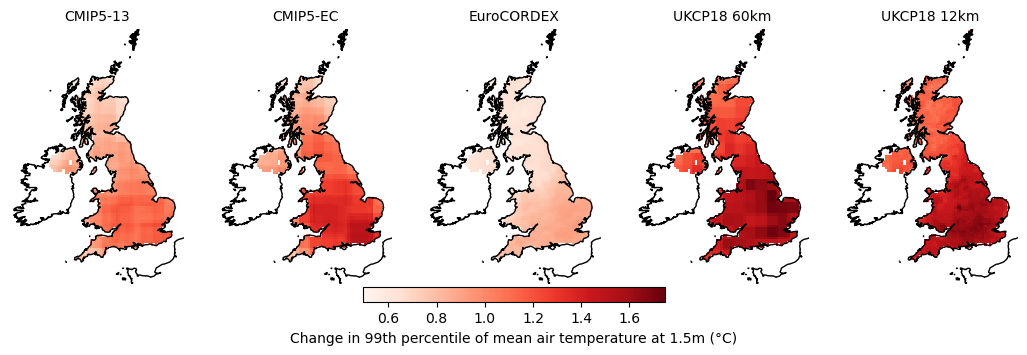 CMIP5-13 CMIP5-EC EuroCORDEX UKCP18 60km UKCP18 12km
0.6 0.8 1.0 1.2 1.4 1.6
Change in 99th percentile of mean air temperature at 1.5m (°C)